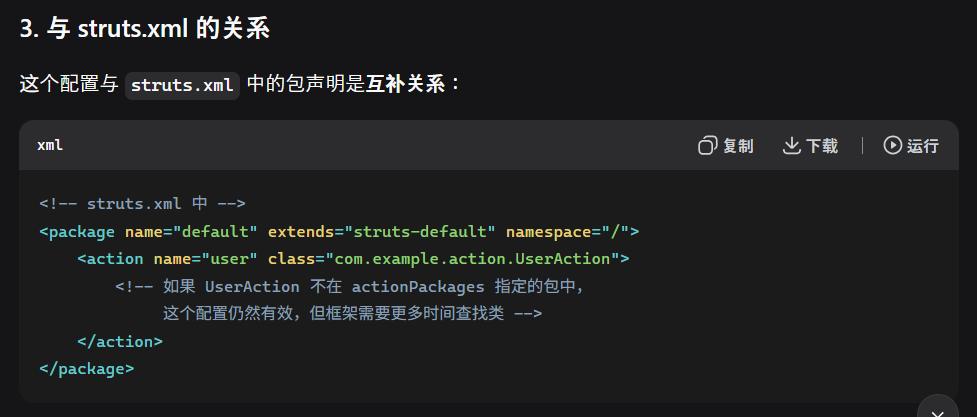 3. 与 struts.xml 的关系
这个配置与 struts.xml 中的包声明是互补关系：
xml 复制 下载 运行
<!-- struts.xml 中 -->
<package name="default" extends="struts-default" namespace="/">
    <action name="user" class="com.example.action.UserAction">
        <!-- 如果 UserAction 不在 actionPackages 指定的包中，
             这个配置仍然有效，但框架需要更多时间查找类 -->
    </action>
</package>